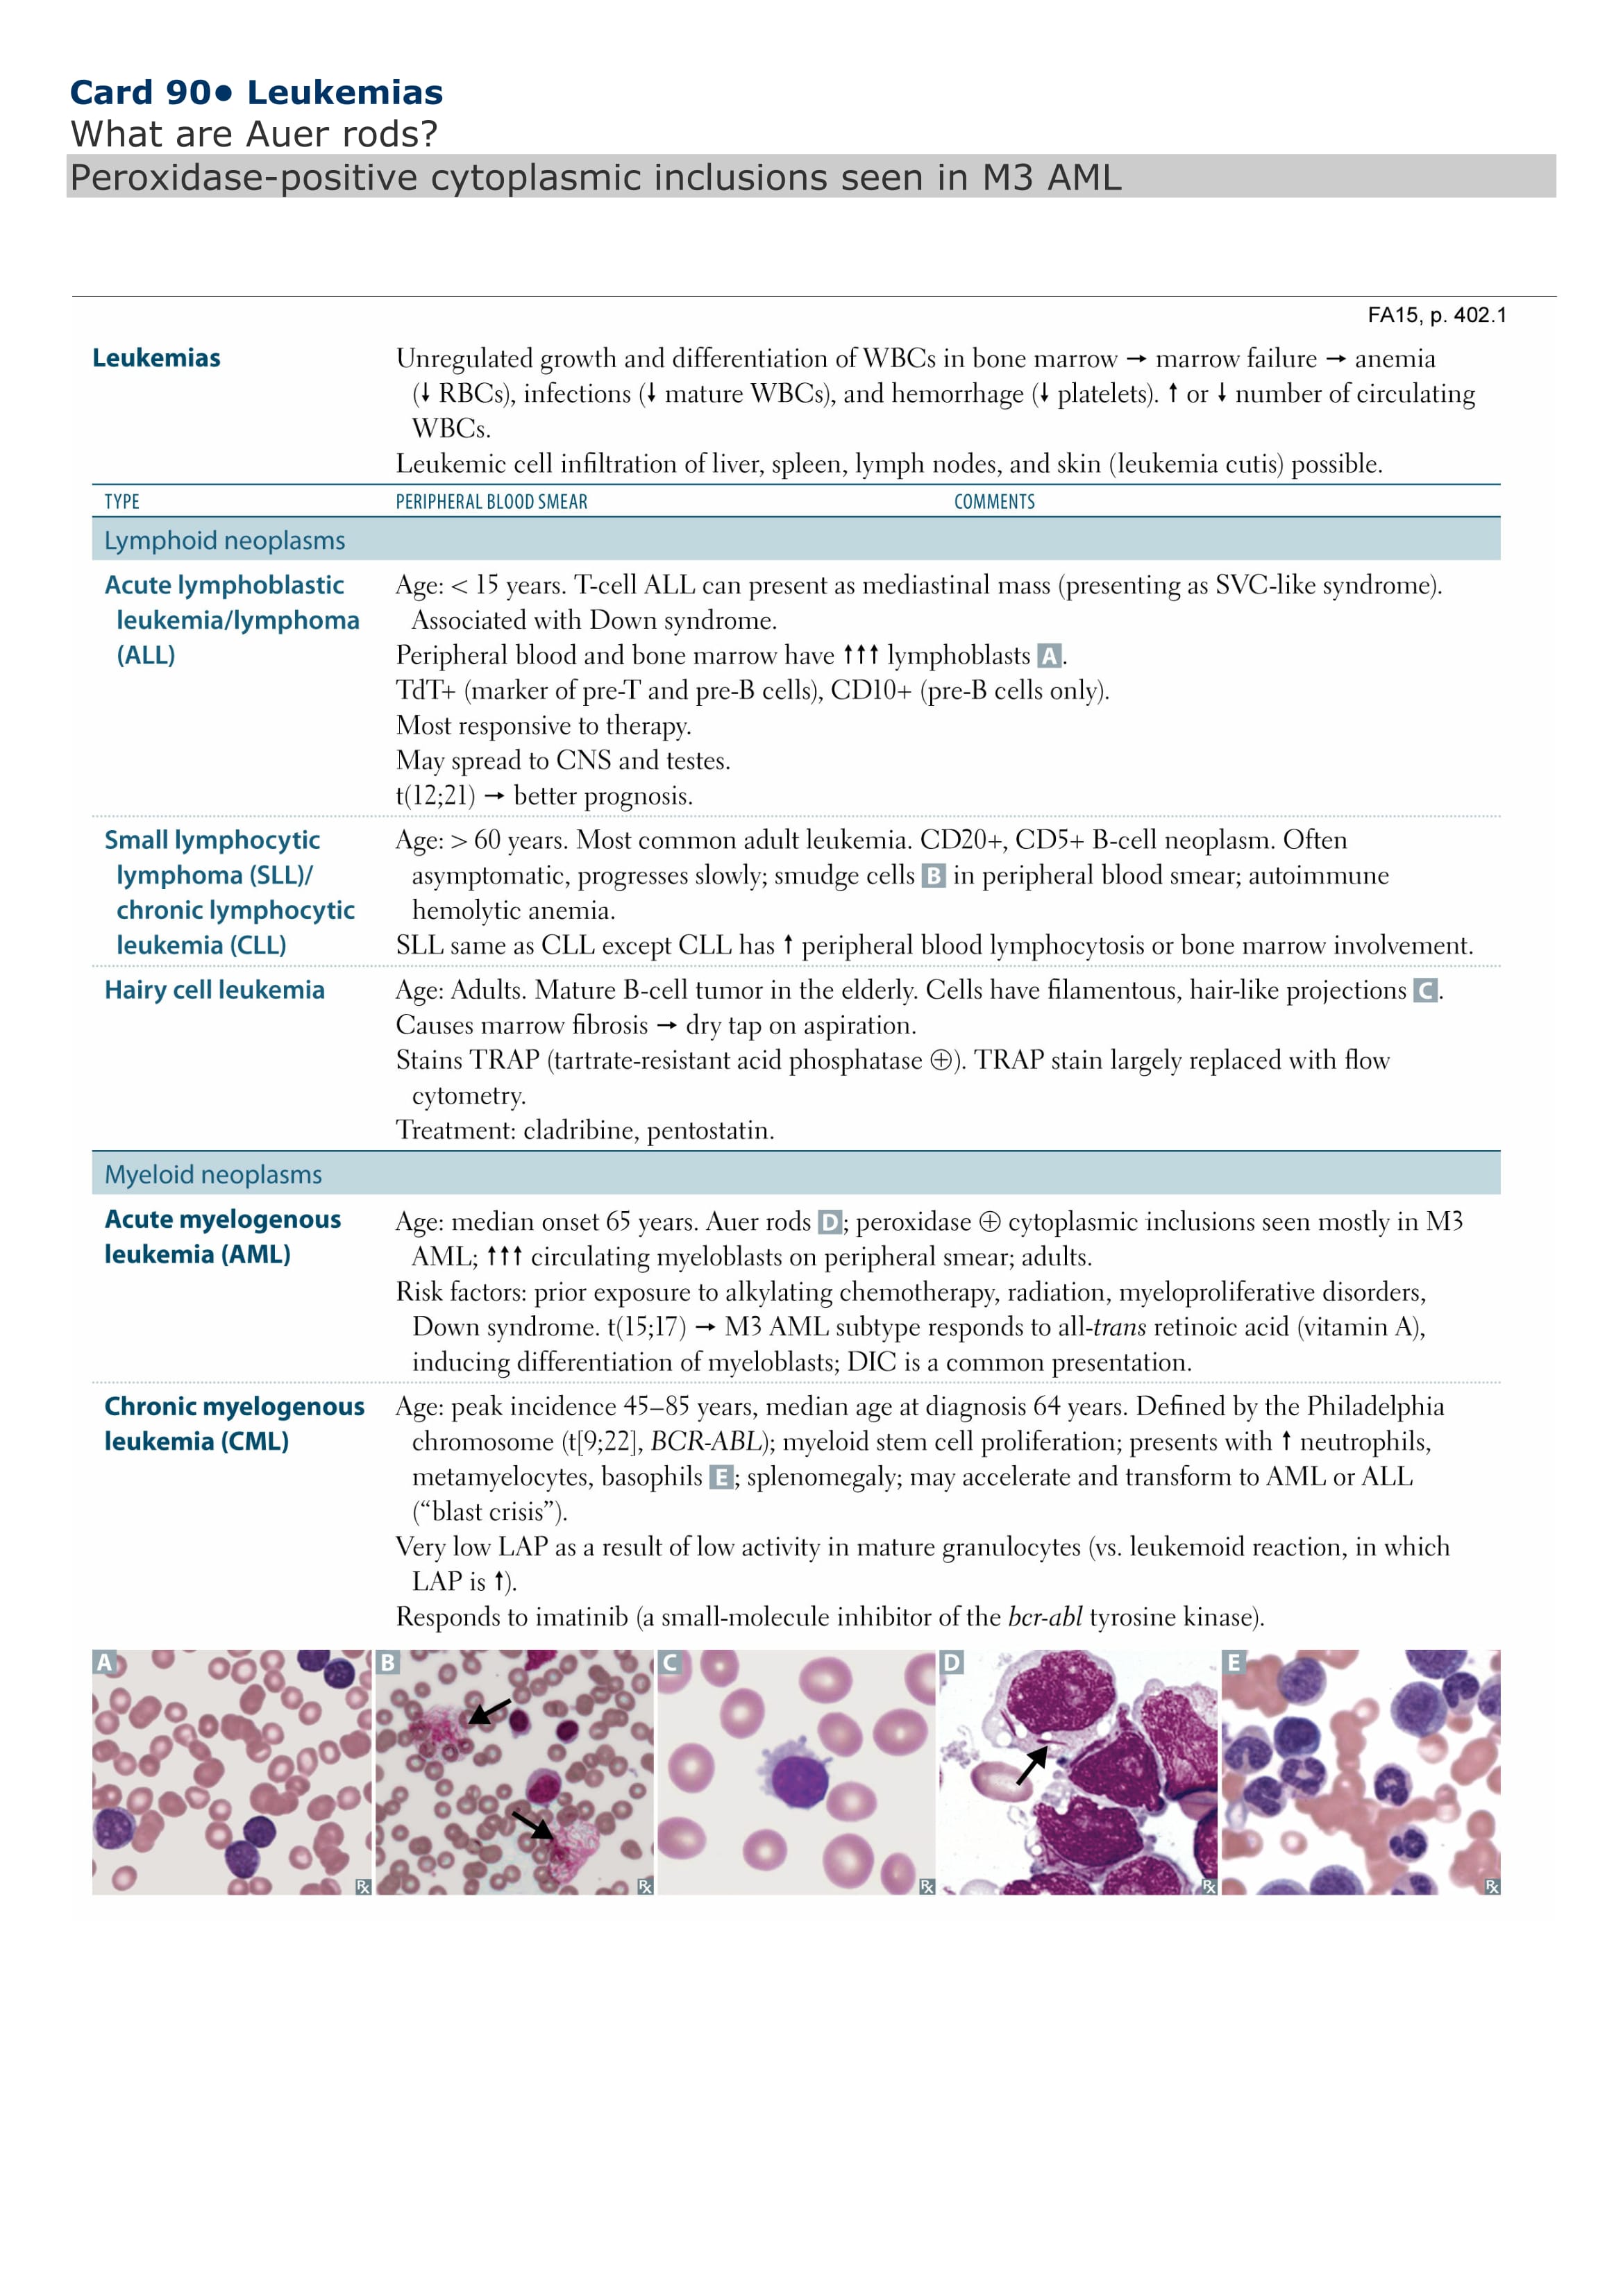 Card 90● Leukemias
What are Auer rods?
Peroxidase-positive cytoplasmic inclusions seen in M3 AML
FA15, p. 402.1
Leukemias
Unregulated growth and differentiation of WBCs in bone marrow → marrow failure → anemia
(↓ RBCs), infections (↓ mature WBCs), and hemorrhage (↓ platelets). ↑ or ↓ number of circulating
WBCs.
Leukemic cell infiltration of liver, spleen, lymph nodes, and skin (leukemia cutis) possible.
TYPE PERIPHERAL BLOOD SMEAR COMMENTS
Lymphoid neoplasms
Acute lymphoblastic
leukemia/lymphoma
(ALL)
Age: < 15 years. T-cell ALL can present as mediastinal mass (presenting as SVC-like syndrome).
Associated with Down syndrome.
Peripheral blood and bone marrow have ↑↑↑ lymphoblasts A.
TdT+ (marker of pre-T and pre-B cells), CD10+ (pre-B cells only).
Most responsive to therapy.
May spread to CNS and testes.
t(12;21) → better prognosis.
Small lymphocytic
lymphoma (SLL)/
chronic lymphocytic
leukemia (CLL)
Age: > 60 years. Most common adult leukemia. CD20+, CD5+ B-cell neoplasm. Often
asymptomatic, progresses slowly; smudge cells B in peripheral blood smear; autoimmune
hemolytic anemia.
SLL same as CLL except CLL has ↑ peripheral blood lymphocytosis or bone marrow involvement.
Hairy cell leukemia
Age: Adults. Mature B-cell tumor in the elderly. Cells have filamentous, hair-like projections C.
Causes marrow fibrosis → dry tap on aspiration.
Stains TRAP (tartrate-resistant acid phosphatase ⊕). TRAP stain largely replaced with flow
cytometry.
Treatment: cladribine, pentostatin.
Myeloid neoplasms
Acute myelogenous
leukemia (AML)
Age: median onset 65 years. Auer rods D; peroxidase ⊕ cytoplasmic inclusions seen mostly in M3
AML; ↑↑↑ circulating myeloblasts on peripheral smear; adults.
Risk factors: prior exposure to alkylating chemotherapy, radiation, myeloproliferative disorders,
Down syndrome. t(15;17) → M3 AML subtype responds to all-trans retinoic acid (vitamin A),
inducing differentiation of myeloblasts; DIC is a common presentation.
Chronic myelogenous
leukemia (CML)
Age: peak incidence 45–85 years, median age at diagnosis 64 years. Defined by the Philadelphia
chromosome (t[9;22], BCR-ABL); myeloid stem cell proliferation; presents with ↑ neutrophils,
metamyelocytes, basophils E; splenomegaly; may accelerate and transform to AML or ALL
(“blast crisis”).
Very low LAP as a result of low activity in mature granulocytes (vs. leukemoid reaction, in which
LAP is ↑).
Responds to imatinib (a small-molecule inhibitor of the bcr-abl tyrosine kinase).
A B C D E
℞ ℞ ℞ ℞ ℞